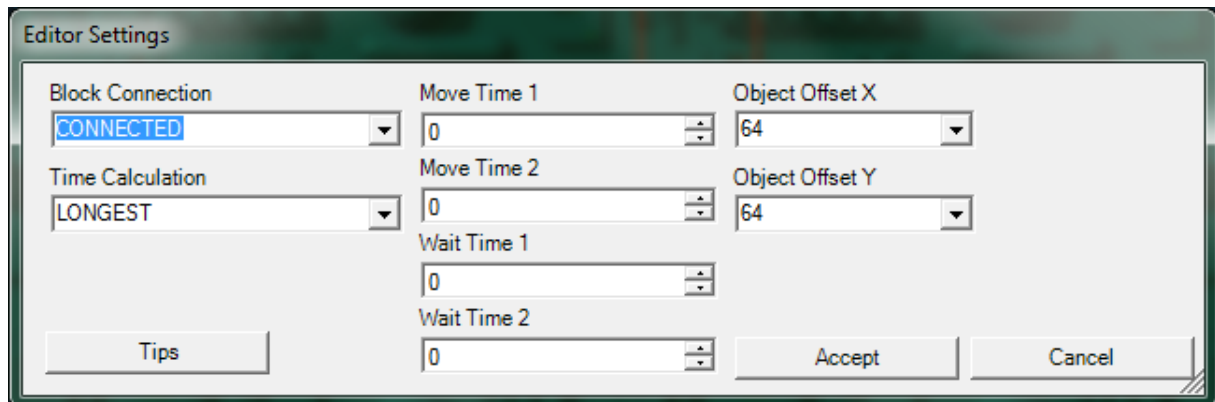 Editor Settings
Block Connection
CONNECTED
Time Calculation
LONGEST
Move Time 1
0
Move Time 2
0
Wait Time 1
0
Wait Time 2
0
Object Offset X
64
Object Offset Y
64
Tips
Accept
Cancel